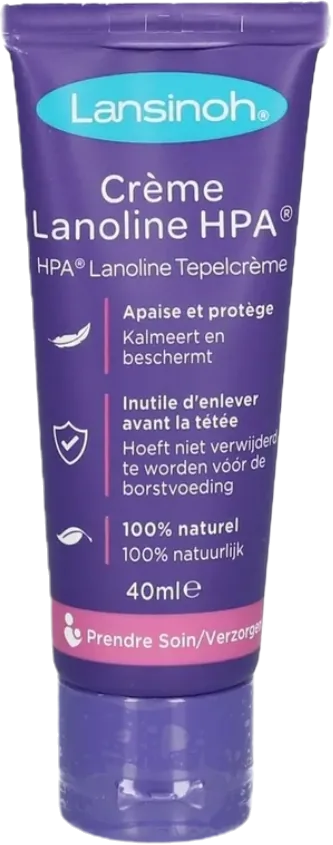 Lansinoh®
Crème
Lanoline HPA®
HPA® Lanoline Tepelcrème
Apaise et protège
Kalmeert en
beschermt
Inutile d'enlever
avant la tétée
Hoeft niet verwijderd
te worden vóór de
borstvoeding
100% naturel
100% natuurlijk
40ml℮
Prendre Soin/Verzorgen